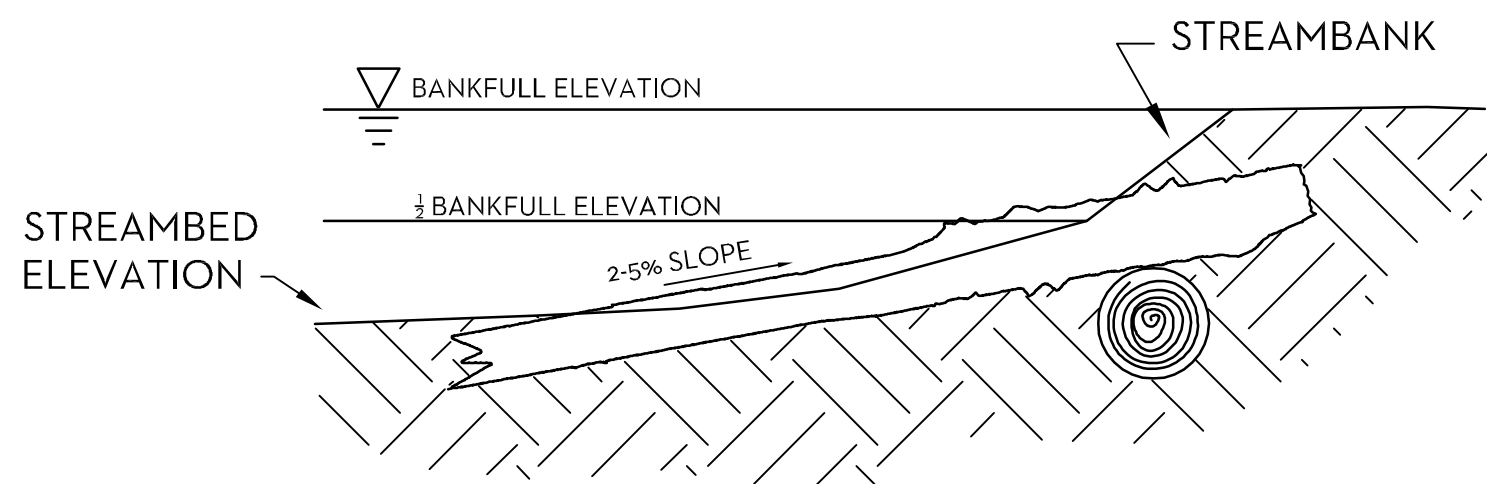 STREAMBANK
BANKFULL ELEVATION
½ BANKFULL ELEVATION
STREAMBED
ELEVATION
2-5% SLOPE